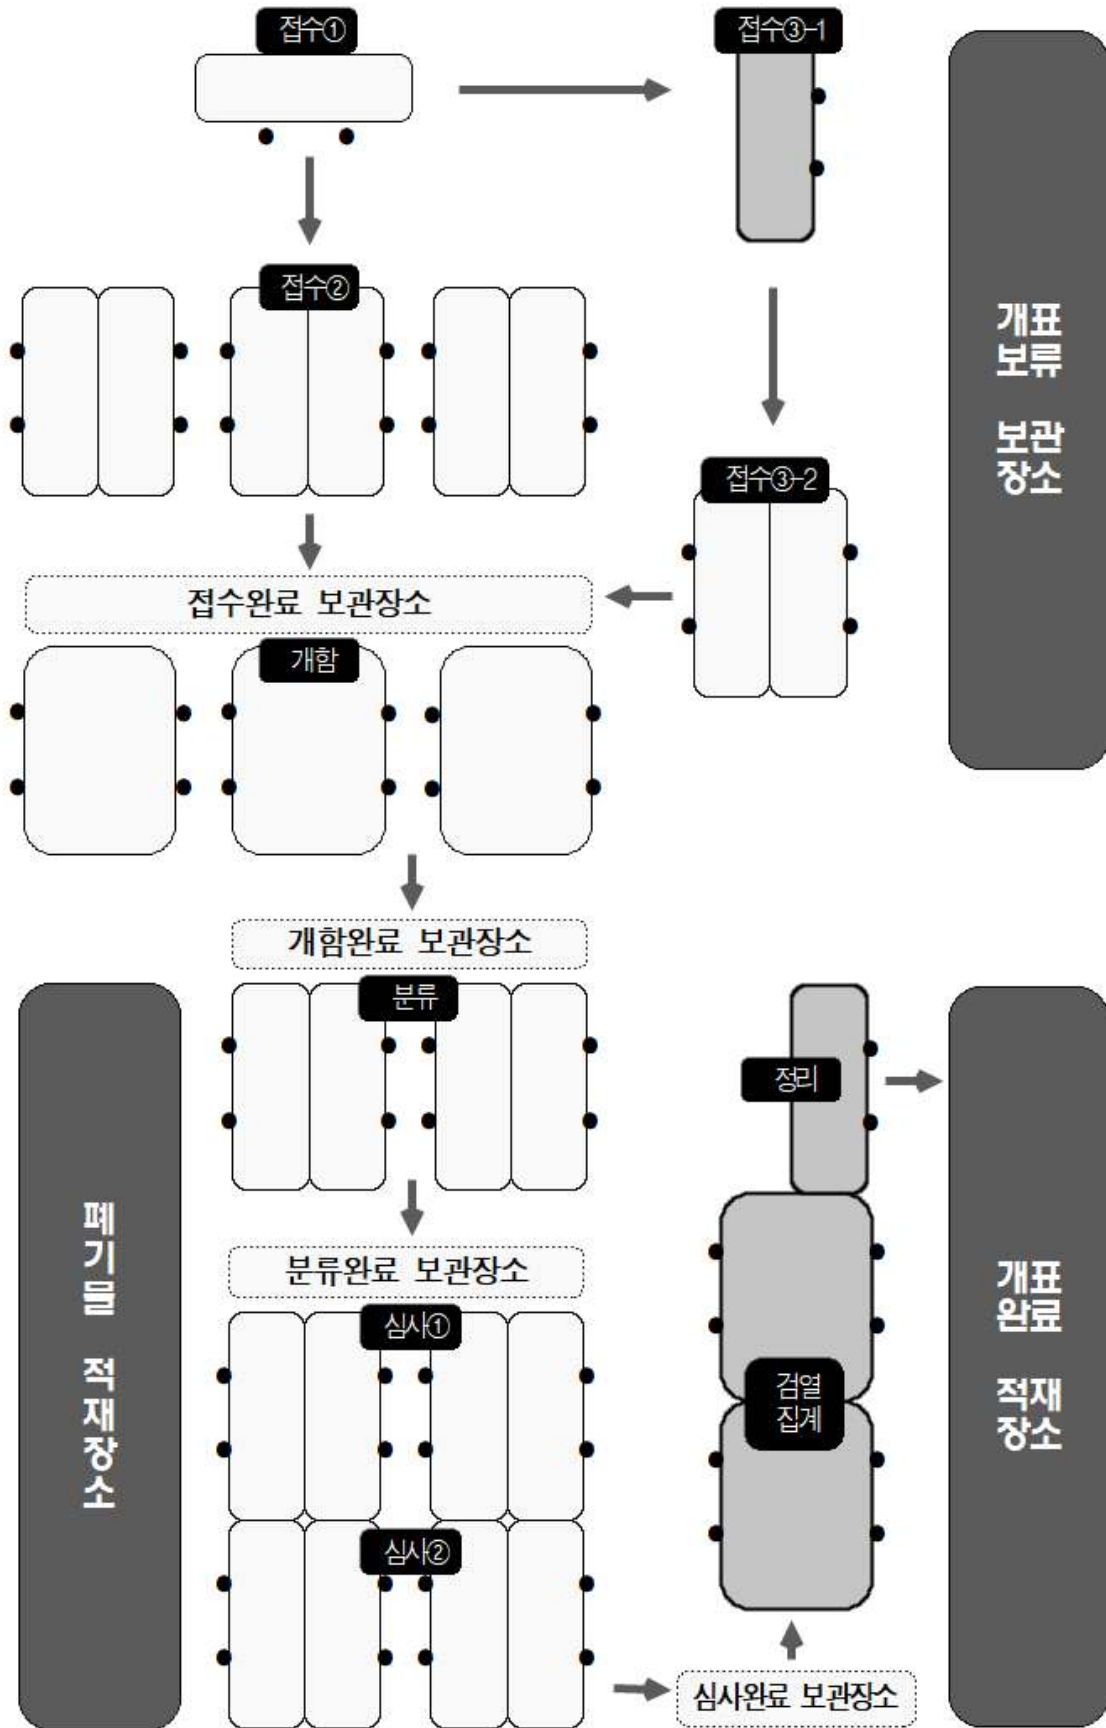 접수①
접수③-1
접수②
개표
보류
보관
장소
접수③-2
접수완료 보관장소
개함
개함완료 보관장소
분류
정리
폐기물 적재장소
분류완료 보관장소
심사①
개표
완료
적재
장소
검열
집계
심사②
심사완료 보관장소